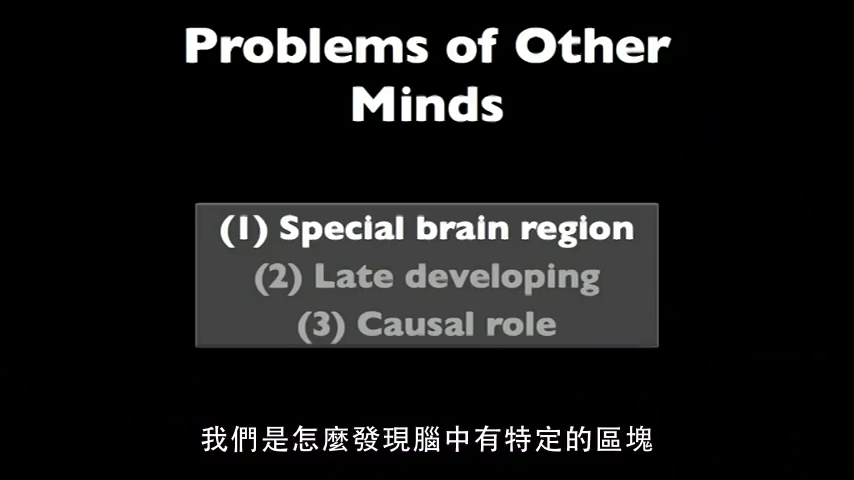 Problems of Other
Minds
(1) Special brain region
(2) Late developing
(3) Causal role
我們是怎麼發現腦中有特定的區塊